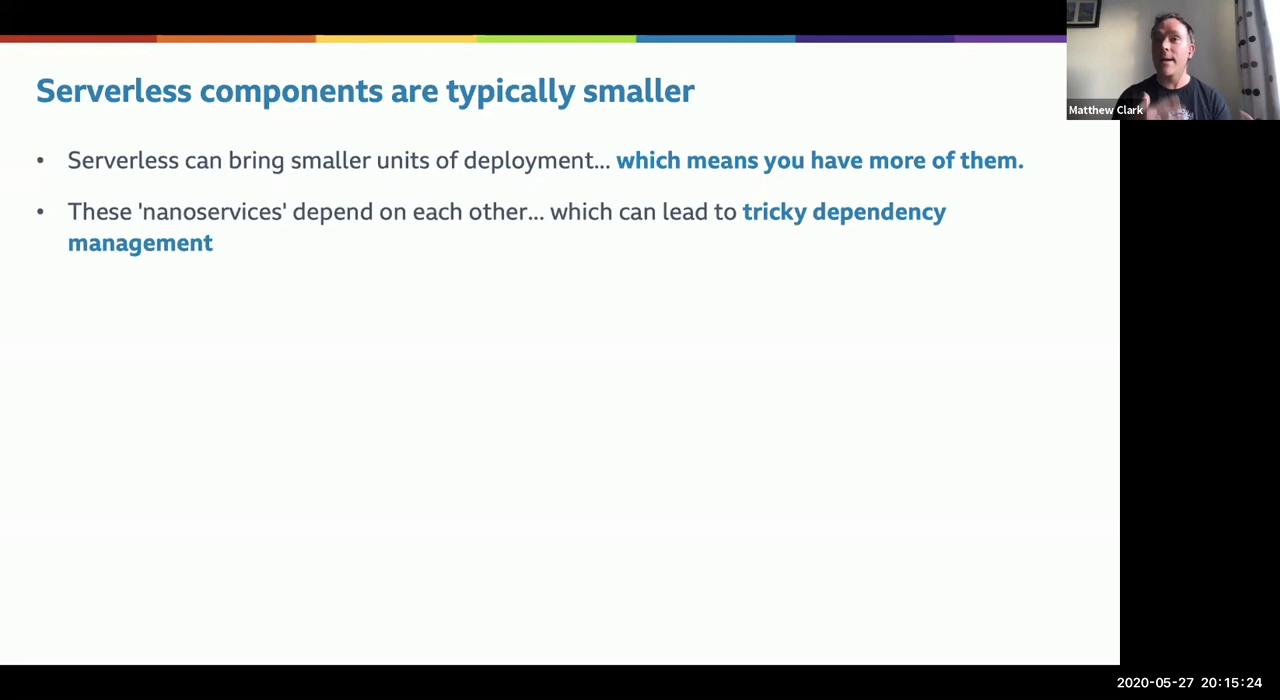 Serverless components are typically smaller
Matthew Clark
• Serverless can bring smaller units of deployment... which means you have more of them.
• These 'nanoservices' depend on each other... which can lead to tricky dependency
management
2020-05-27 20:15:24